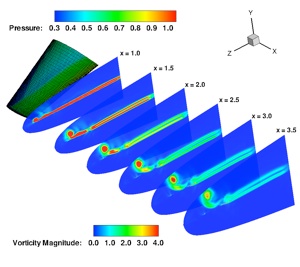 Pressure: 0.3 0.4 0.5 0.6 0.7 0.8 0.9 1.0
Y
Z
X
x = 1.0
x = 1.5
x = 2.0
x = 2.5
x = 3.0
x = 3.5
Vorticity Magnitude: 0.0 1.0 2.0 3.0 4.0